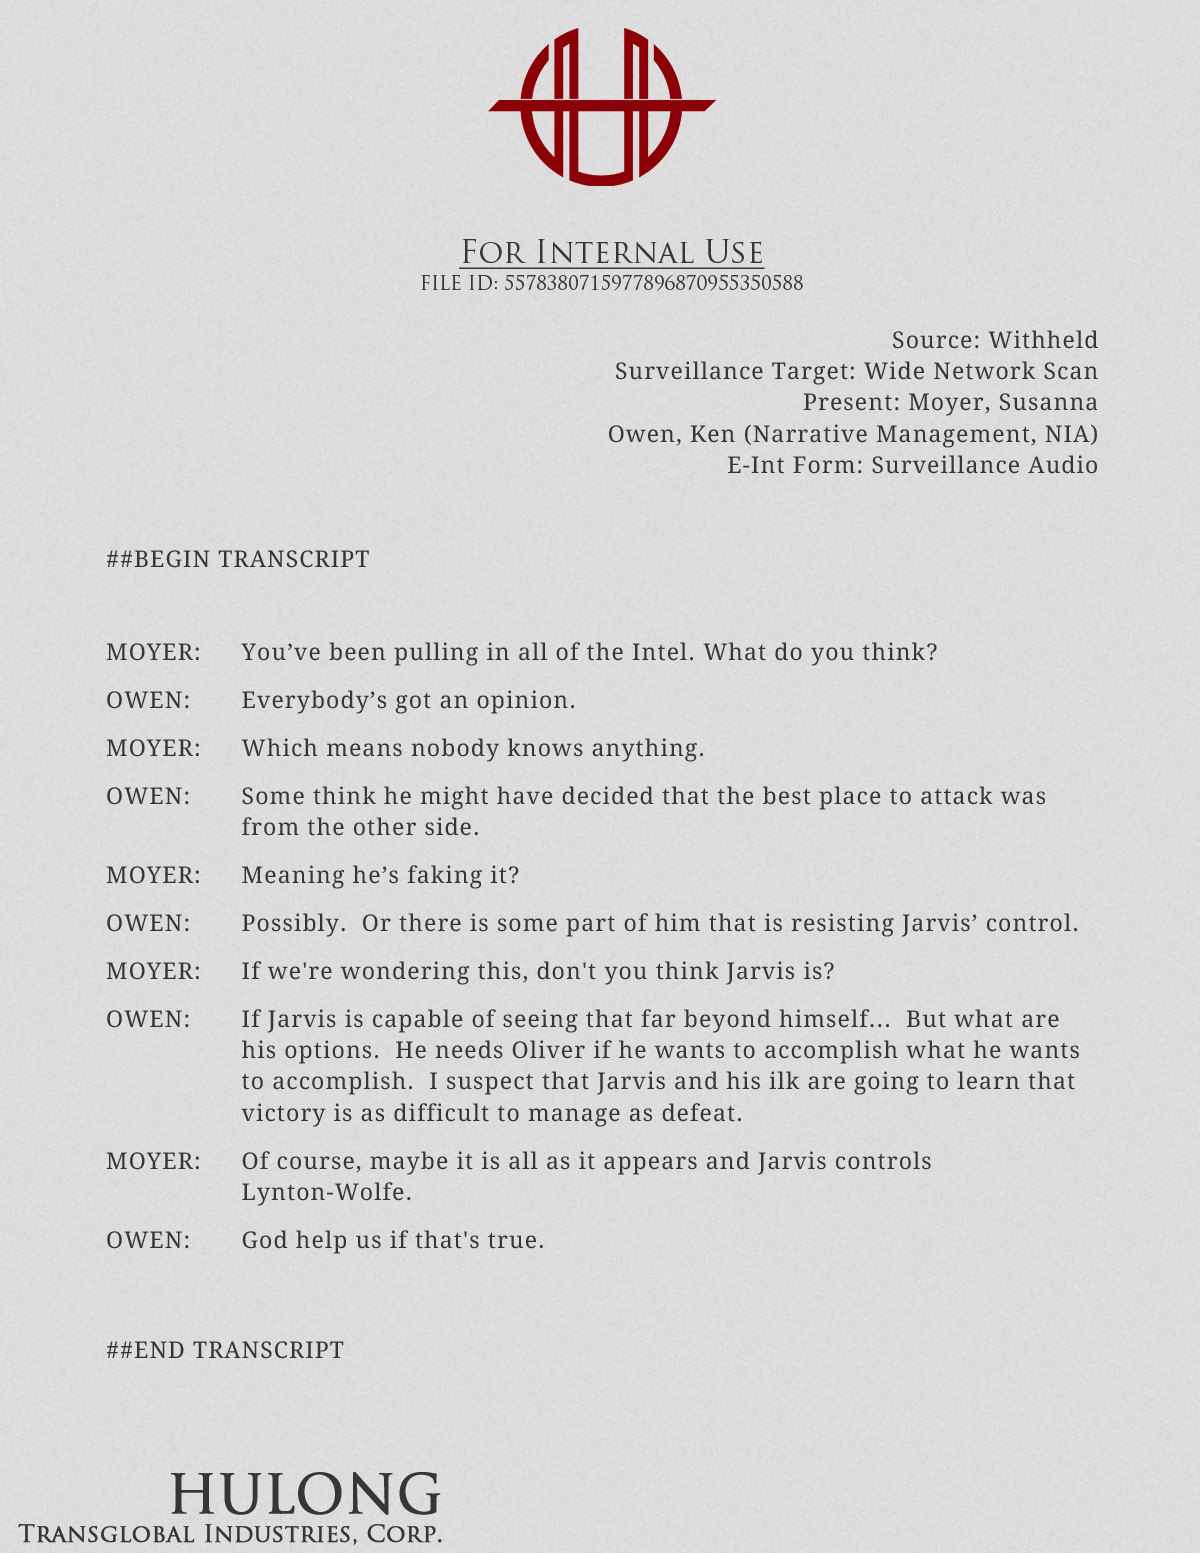 For Internal Use
FILE ID: 5578380715977896870955350588
Source: Withheld
Surveillance Target: Wide Network Scan
Present: Moyer, Susanna
Owen, Ken (Narrative Management, NIA)
E-Int Form: Surveillance Audio
##BEGIN TRANSCRIPT
MOYER: You’ve been pulling in all of the Intel. What do you think?
OWEN: Everybody’s got an opinion.
MOYER: Which means nobody knows anything.
OWEN: Some think he might have decided that the best place to attack was
from the other side.
MOYER: Meaning he’s faking it?
OWEN: Possibly.  Or there is some part of him that is resisting Jarvis’ control.
MOYER: If we're wondering this, don't you think Jarvis is?
OWEN: If Jarvis is capable of seeing that far beyond himself...  But what are
his options.  He needs Oliver if he wants to accomplish what he wants
to accomplish.  I suspect that Jarvis and his ilk are going to learn that
victory is as difficult to manage as defeat.
MOYER: Of course, maybe it is all as it appears and Jarvis controls
Lynton-Wolfe.
OWEN: God help us if that's true.
##END TRANSCRIPT
HULONG
Transglobal Industries, Corp.